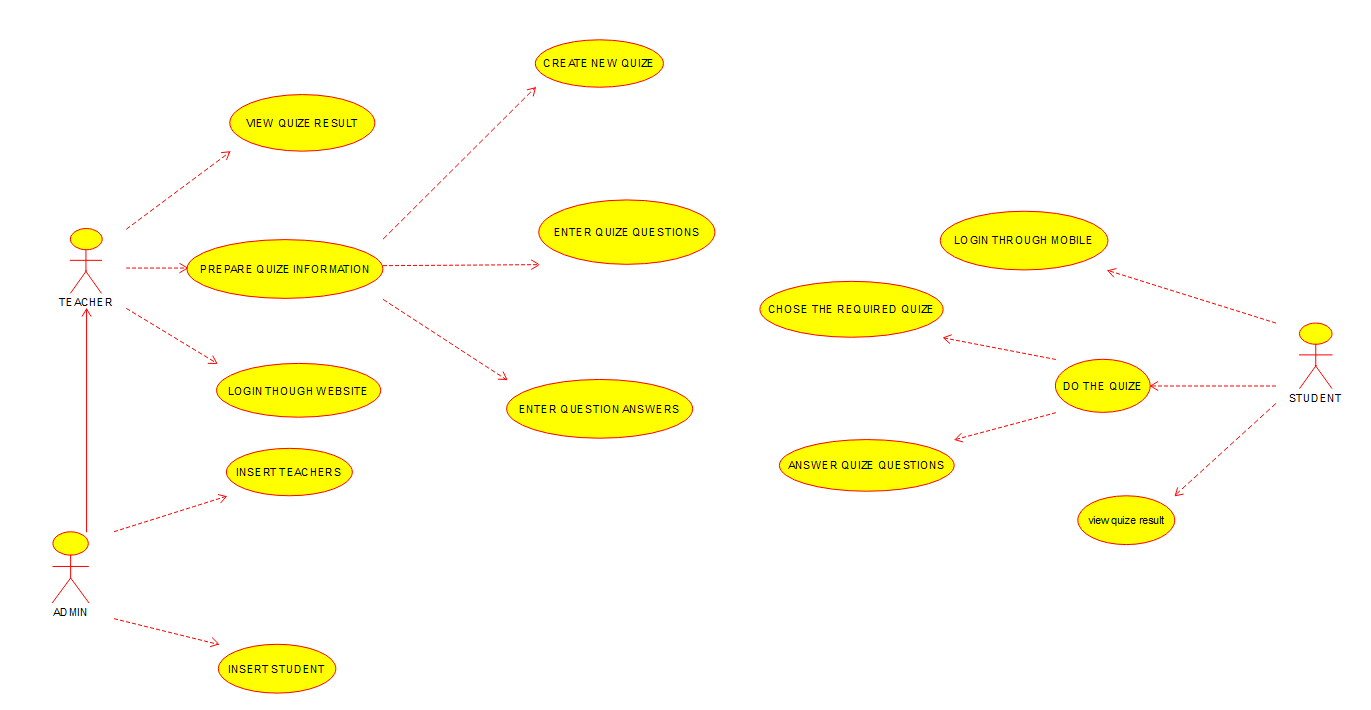 CREATE NEW QUIZE
VIEW QUIZE RESULT
ENTER QUIZE QUESTIONS
LOGIN THROUGH MOBILE
PREPARE QUIZE INFORMATION
TEACHER
CHOSE THE REQUIRED QUIZE
DO THE QUIZE
STUDENT
LOGIN THOUGH WEBSITE
ENTER QUESTION ANSWERS
ANSWER QUIZE QUESTIONS
INSERT TEACHERS
view quize result
ADMIN
INSERT STUDENT